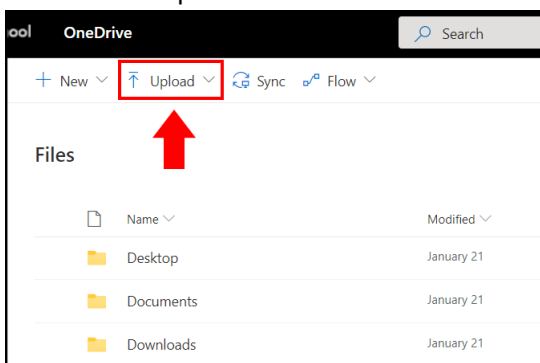 ool OneDrive Search
+ New Upload Sync Flow
Files
Name Modified
Desktop January 21
Documents January 21
Downloads January 21